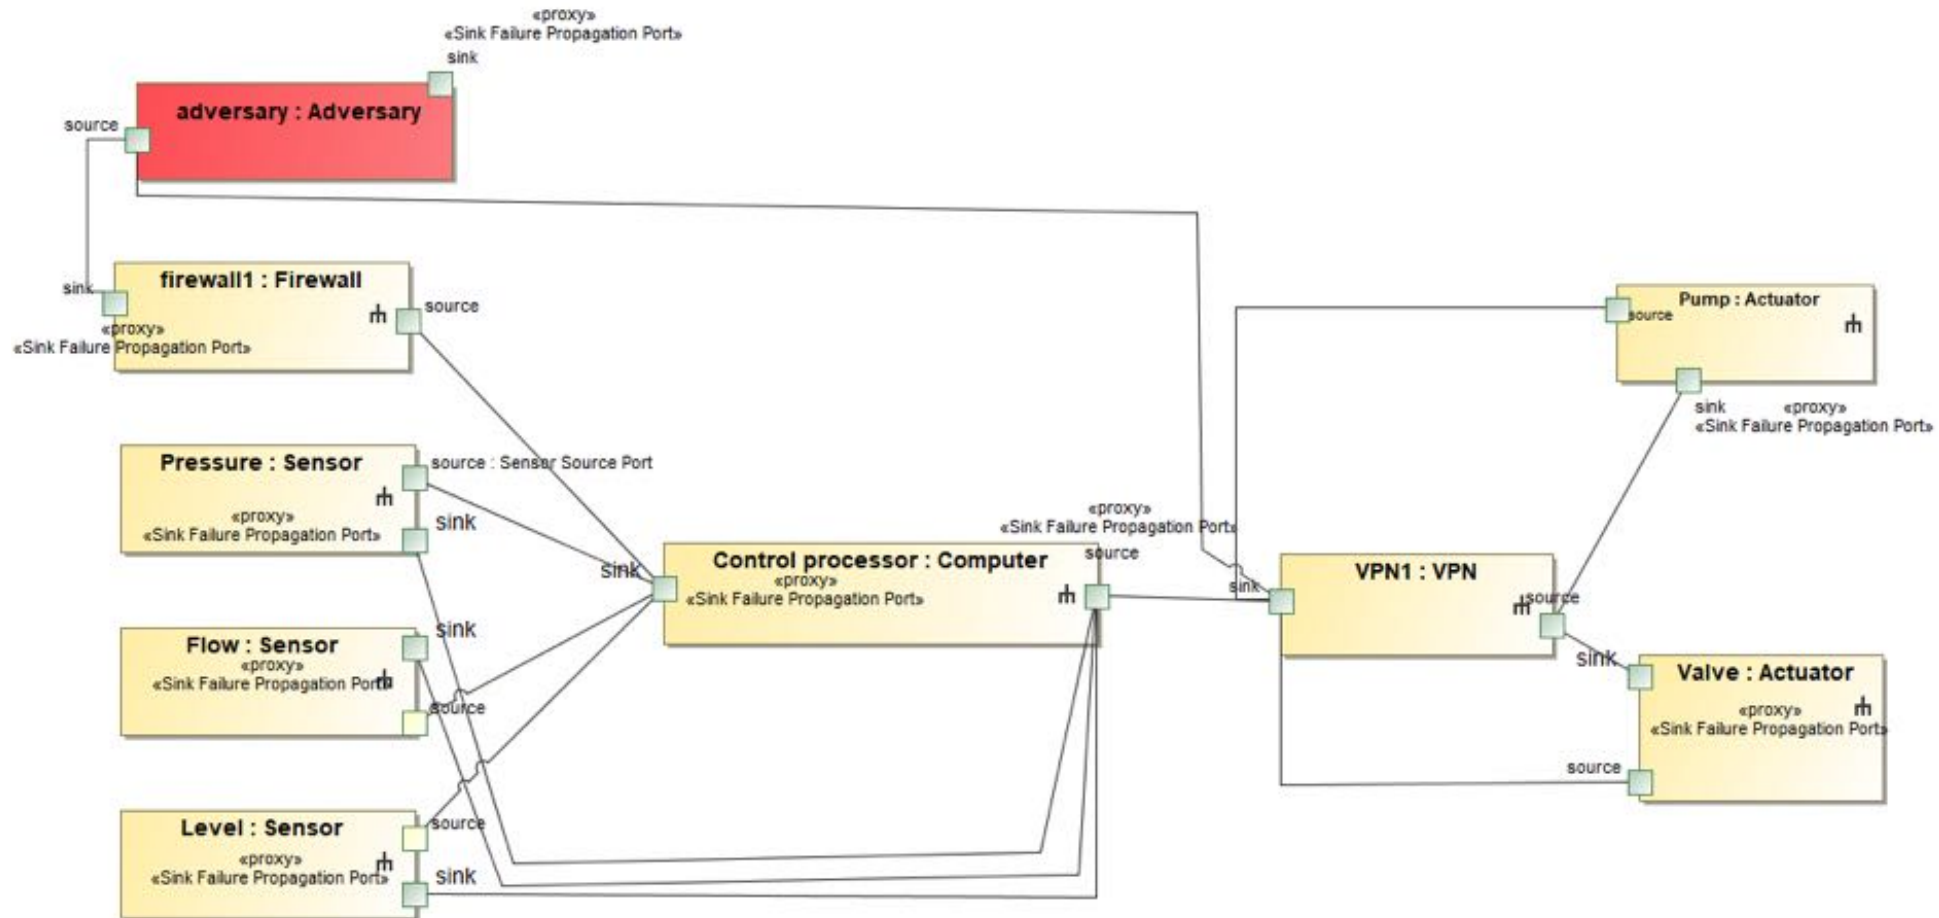 «proxy»
«Sink Failure Propagation Port»
sink
adversary : Adversary
source
firewall1 : Firewall
sink
source
«proxy»
«Sink Failure Propagation Port»
Pressure : Sensor
source : Sensor Source Port
«proxy»
«Sink Failure Propagation Port»
sink
Flow : Sensor
sink
«proxy»
«Sink Failure Propagation Port»
source
Level : Sensor
source
«proxy»
«Sink Failure Propagation Port»
sink
«proxy»
«Sink Failure Propagation Port»
source
Control processor : Computer
sink
«proxy»
«Sink Failure Propagation Port»
VPN1 : VPN
sink
source
Pump : Actuator
source
sink «proxy»
«Sink Failure Propagation Port»
sink
Valve : Actuator
«proxy»
«Sink Failure Propagation Port»
source